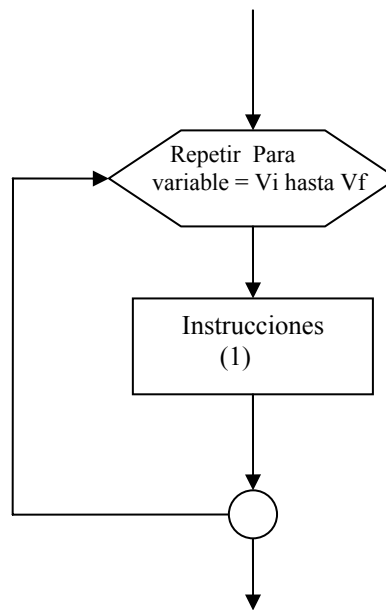 Repetir Para
variable = Vi hasta Vf
Instrucciones
(1)